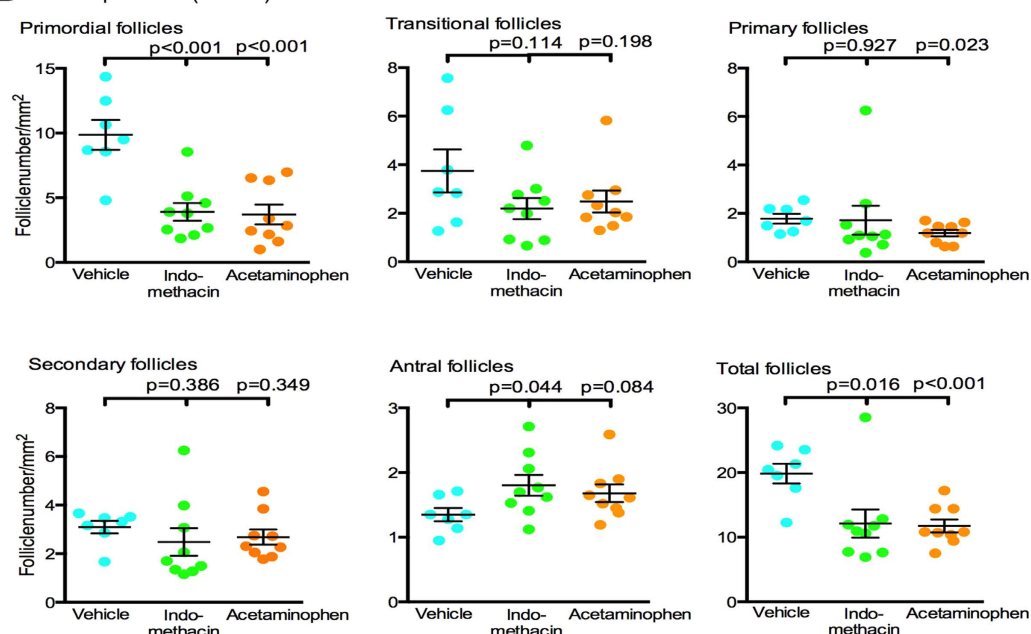 Primordial follicles
p<0.001 p<0.001
Folliclenumber/mm²
15
10
5
0
Vehicle Indo- Acetaminophen
methacin
Transitional follicles
p=0.114 p=0.198
8
6
4
2
0
Vehicle Indo- Acetaminophen
methacin
Primary follicles
p=0.927 p=0.023
8
6
4
2
0
Vehicle Indo- Acetaminophen
methacin
Secondary follicles
p=0.386 p=0.349
Folliclenumber/mm²
8
6
4
2
0
Vehicle Indo- Acetaminophen
methacin
Antral follicles
p=0.044 p=0.084
3
2
1
0
Vehicle Indo- Acetaminophen
methacin
Total follicles
p=0.016 p<0.001
30
20
10
0
Vehicle Indo- Acetaminophen
methacin